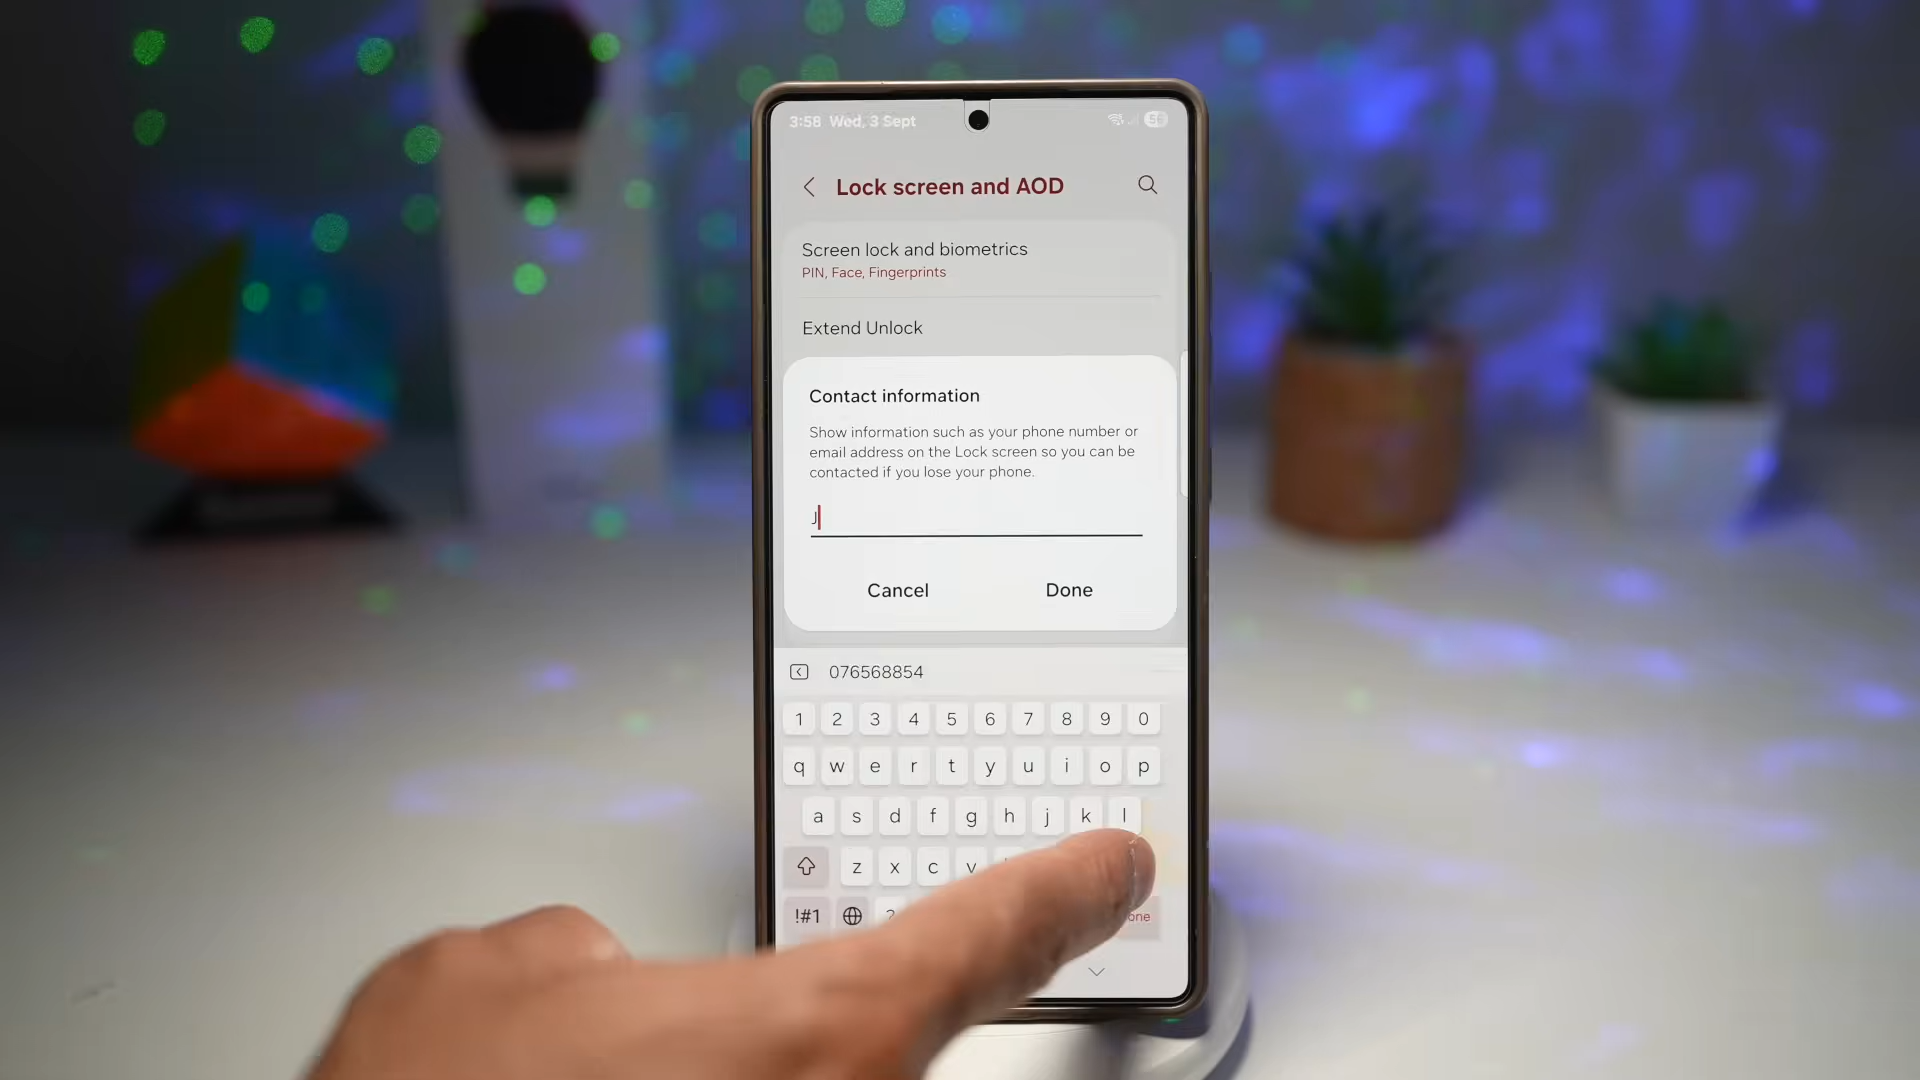 3:58 Wed, 3 Sept
Lock screen and AOD
Screen lock and biometrics
PIN, Face, Fingerprints
Extend Unlock
Contact information
Show information such as your phone number or
email address on the Lock screen so you can be
contacted if you lose your phone.
J
Cancel Done
076568854
1 2 3 4 5 6 7 8 9 0
q w e r t y u i o p
a s d f g h j k l
z x c v
!#1 ? one